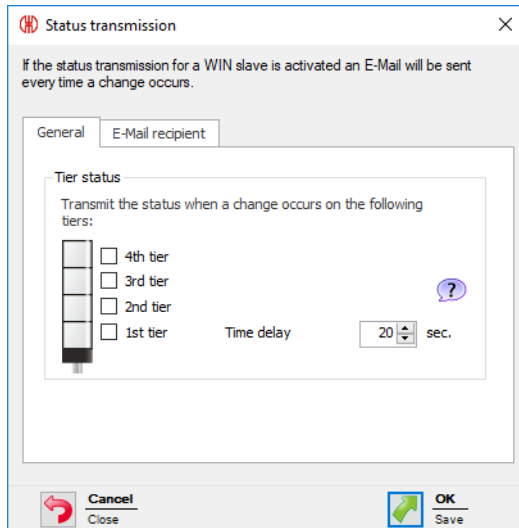 Status transmission
If the status transmission for a WIN slave is activated an E-Mail will be sent
every time a change occurs.
General
E-Mail recipient
Tier status
Transmit the status when a change occurs on the following
tiers:
4th tier
3rd tier
2nd tier
1st tier
Time delay
20
sec.
?
Cancel
Close
OK
Save